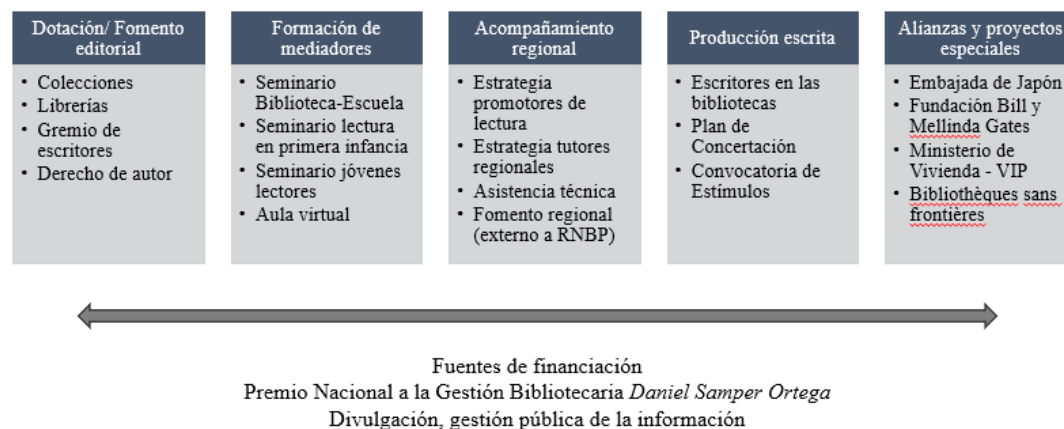 Dotación/ Fomento
editorial
• Colecciones
• Librerías
• Gremio de
escritores
• Derecho de autor
Formación de
mediadores
• Seminario
Biblioteca-Escuela
• Seminario lectura
en primera infancia
• Seminario jóvenes
lectores
• Aula virtual
Acompañamiento
regional
• Estrategia
promotores de
lectura
• Estrategia tutores
regionales
• Asistencia técnica
• Fomento regional
(externo a RNBP)
Producción escrita
• Escritores en las
bibliotecas
• Plan de
Concertación
• Convocatoria de
Estímulos
Alianzas y proyectos
especiales
• Embajada de Japón
• Fundación Bill y
Mellinda Gates
• Ministerio de
Vivienda - VIP
• Bibliothèques sans
frontières
Fuentes de financiación
Premio Nacional a la Gestión Bibliotecaria Daniel Samper Ortega
Divulgación, gestión pública de la información